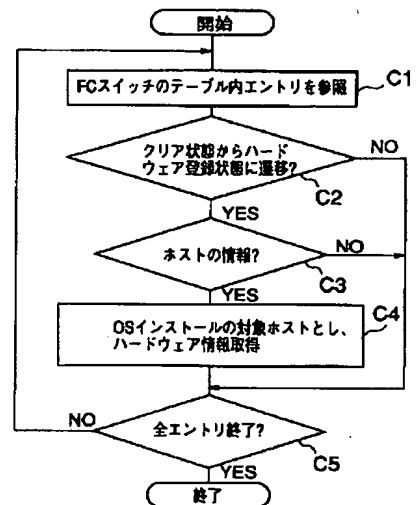 開始
FCスイッチのテーブル内エントリを参照
C1
クリア状態からハード
ウェア登録状態に遷移?
NO
C2
YES
ホストの情報?
NO
C3
YES
OSインストールの対象ホストとし、
ハードウェア情報取得
C4
NO
全エントリ終了?
C5
YES
終了